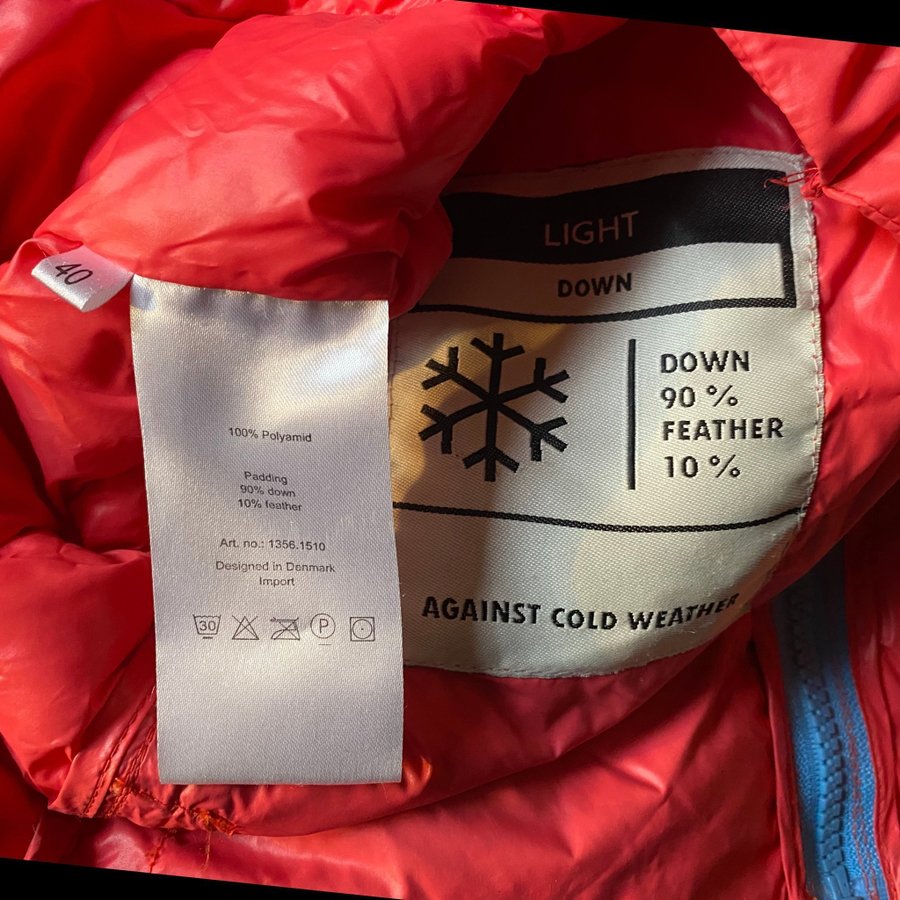 40
100% Polyamid
Padding
90% down
10% feather
Art. no.: 1356.1510
Designed in Denmark
Import
30
P
LIGHT
DOWN
DOWN
90 %
FEATHER
10 %
AGAINST COLD WEATHER